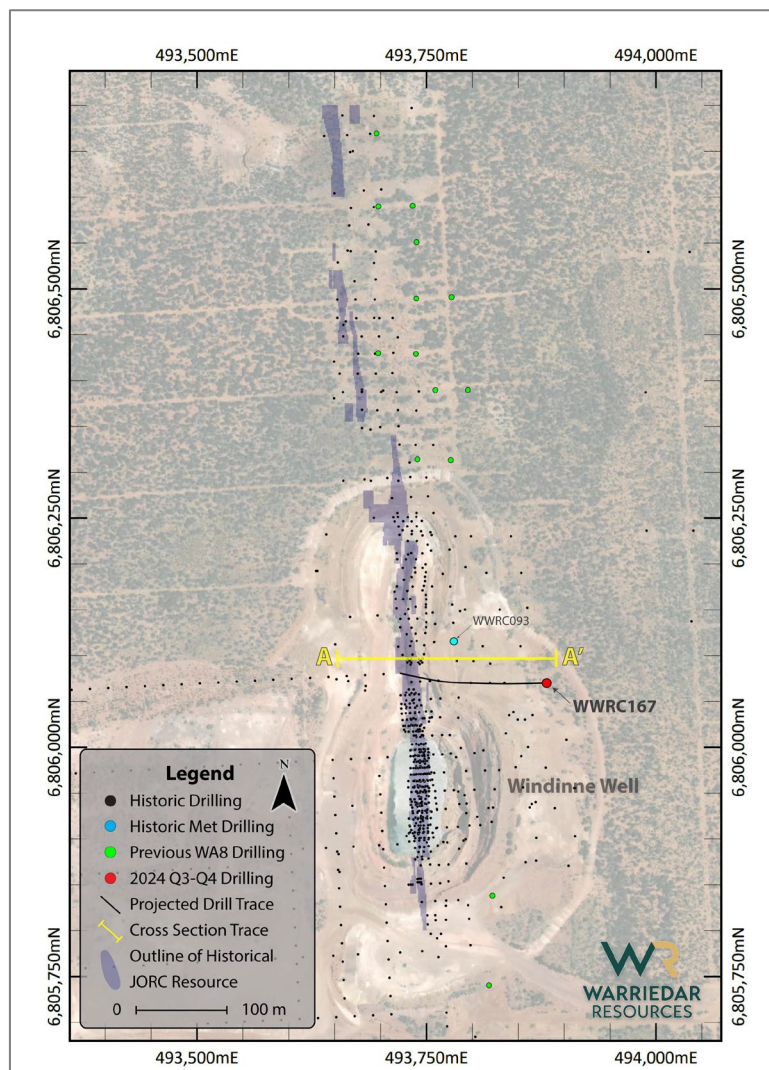 493,500mE 493,750mE 494,000mE
6,806,500mN 6,806,500mN
6,806,250mN 6,806,250mN
WWRC093
A A'
WWRC167
6,806,000mN 6,806,000mN
Windinne Well
Legend
N
Historic Drilling
Historic Met Drilling
Previous WA8 Drilling
2024 Q3-Q4 Drilling
Projected Drill Trace
Cross Section Trace
Outline of Historical
JORC Resource
0 100 m
6,805,750mN 6,805,750mN
WR
WARRIEDAR
RESOURCES
493,500mE 493,750mE 494,000mE